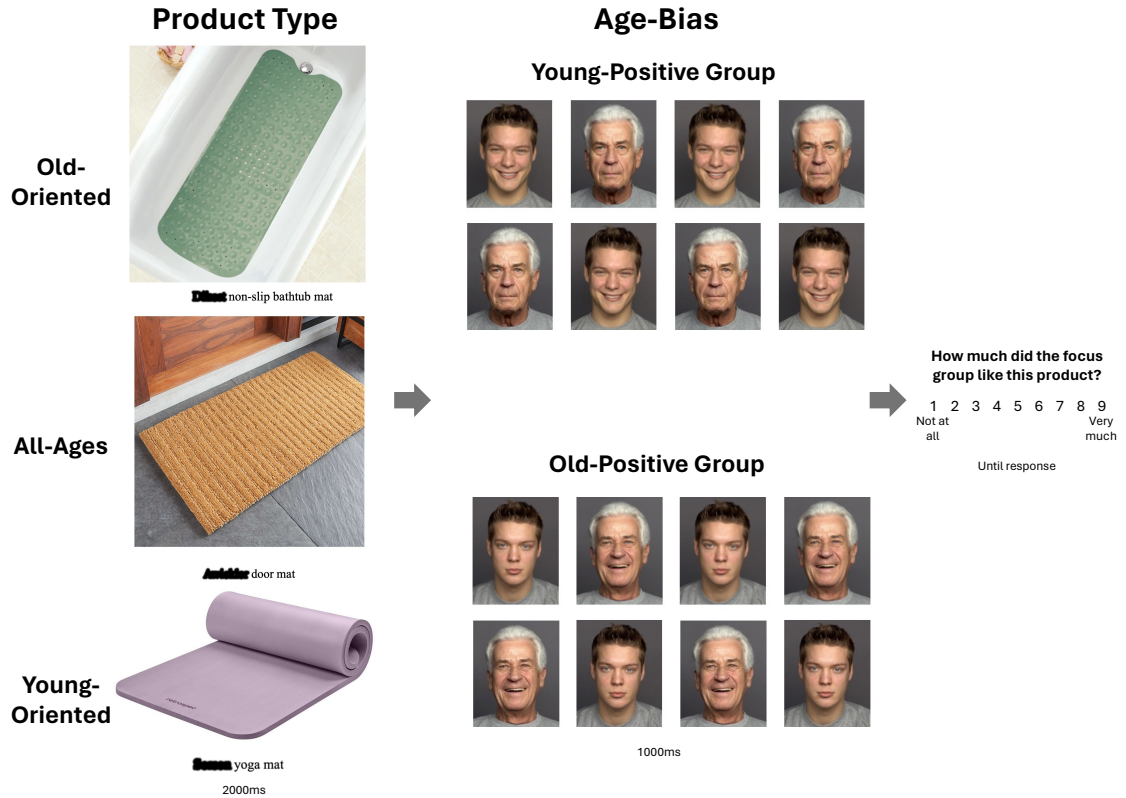 Product Type
Age-Bias
Young-Positive Group
Old-
Oriented
non-slip bathtub mat
How much did the focus
group like this product?
1 2 3 4 5 6 7 8 9
Not at
all
Very
much
Until response
All-Ages
Old-Positive Group
door mat
Young-
Oriented
retrospec
1000ms
yoga mat
2000ms